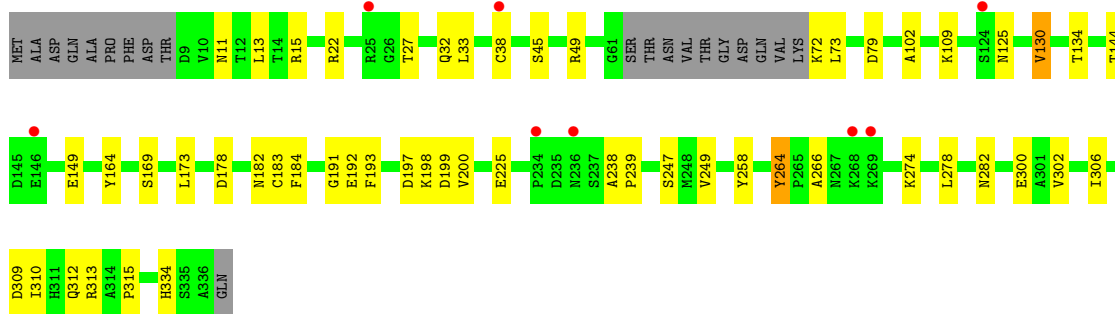 MET ALA ASP GLN ALA PRO PHE ASP THR D9 V10 N11 T12 L13 T14 R15 R22 R25 G26 T27 Q32 L33 C38 S45 R49 G61 SER THR ASN VAL THR GLY ASP GLN VAL LYS K72 L73 D79 A102 K109 S124 N125 V130 T134 T144
D145 E146 E149 Y164 S169 L173 D178 N182 C183 F184 G191 E192 F193 D197 K198 D199 V200 E225 P234 D235 N236 S237 A238 P239 S247 M248 V249 Y258 Y264 P265 A266 N267 K268 K269 K274 L278 N282 E300 A301 V302 I306
D309 I310 H311 Q312 R313 A314 P315 H334 S335 A336 GLN